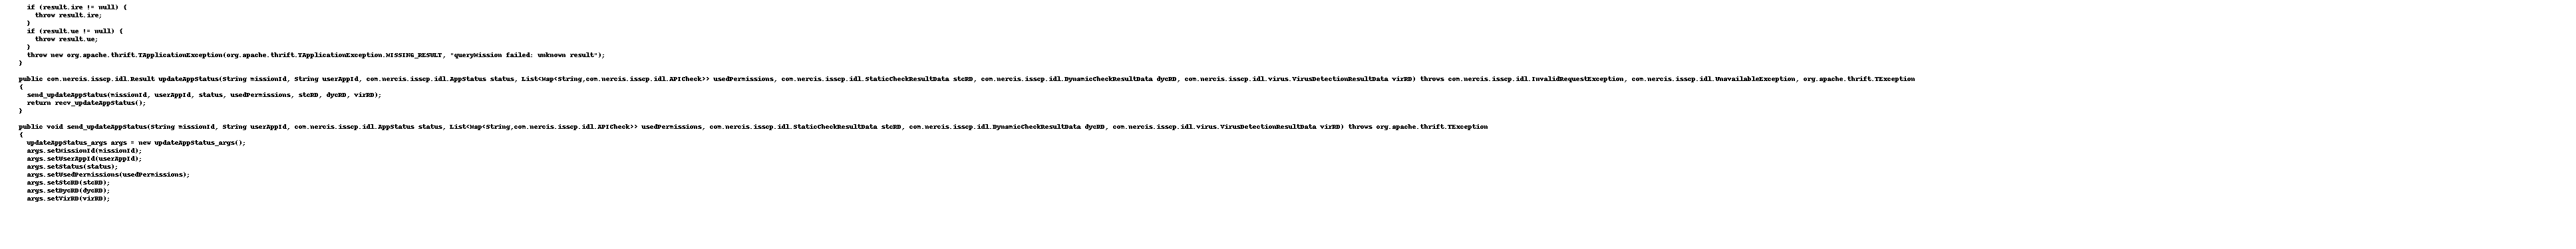 if (result.ire != null) {
throw result.ire;
}
if (result.ue != null) {
throw result.ue;
}
throw new org.apache.thrift.TApplicationException(org.apache.thrift.TApplicationException.MISSING_RESULT, "queryMission failed: unknown result");
}
public com.nercis.isscp.idl.Result updateAppStatus(String missionId, String userAppId, com.nercis.isscp.idl.AppStatus status, List<Map<String,com.nercis.isscp.idl.APICheck>> usedPermissions, com.nercis.isscp.idl.StaticCheckResultData stcRD, com.nercis.isscp.idl.DynamicCheckResultData dycRD, com.nercis.isscp.idl.virus.VirusDetectionResultData virRD) throws com.nercis.isscp.idl.InvalidRequestException, com.nercis.isscp.idl.UnavailableException, org.apache.thrift.TException
{
send_updateAppStatus(missionId, userAppId, status, usedPermissions, stcRD, dycRD, virRD);
return recv_updateAppStatus();
}
public void send_updateAppStatus(String missionId, String userAppId, com.nercis.isscp.idl.AppStatus status, List<Map<String,com.nercis.isscp.idl.APICheck>> usedPermissions, com.nercis.isscp.idl.StaticCheckResultData stcRD, com.nercis.isscp.idl.DynamicCheckResultData dycRD, com.nercis.isscp.idl.virus.VirusDetectionResultData virRD) throws org.apache.thrift.TException
{
updateAppStatus_args args = new updateAppStatus_args();
args.setMissionId(missionId);
args.setUserAppId(userAppId);
args.setStatus(status);
args.setUsedPermissions(usedPermissions);
args.setStcRD(stcRD);
args.setDycRD(dycRD);
args.setVirRD(virRD);